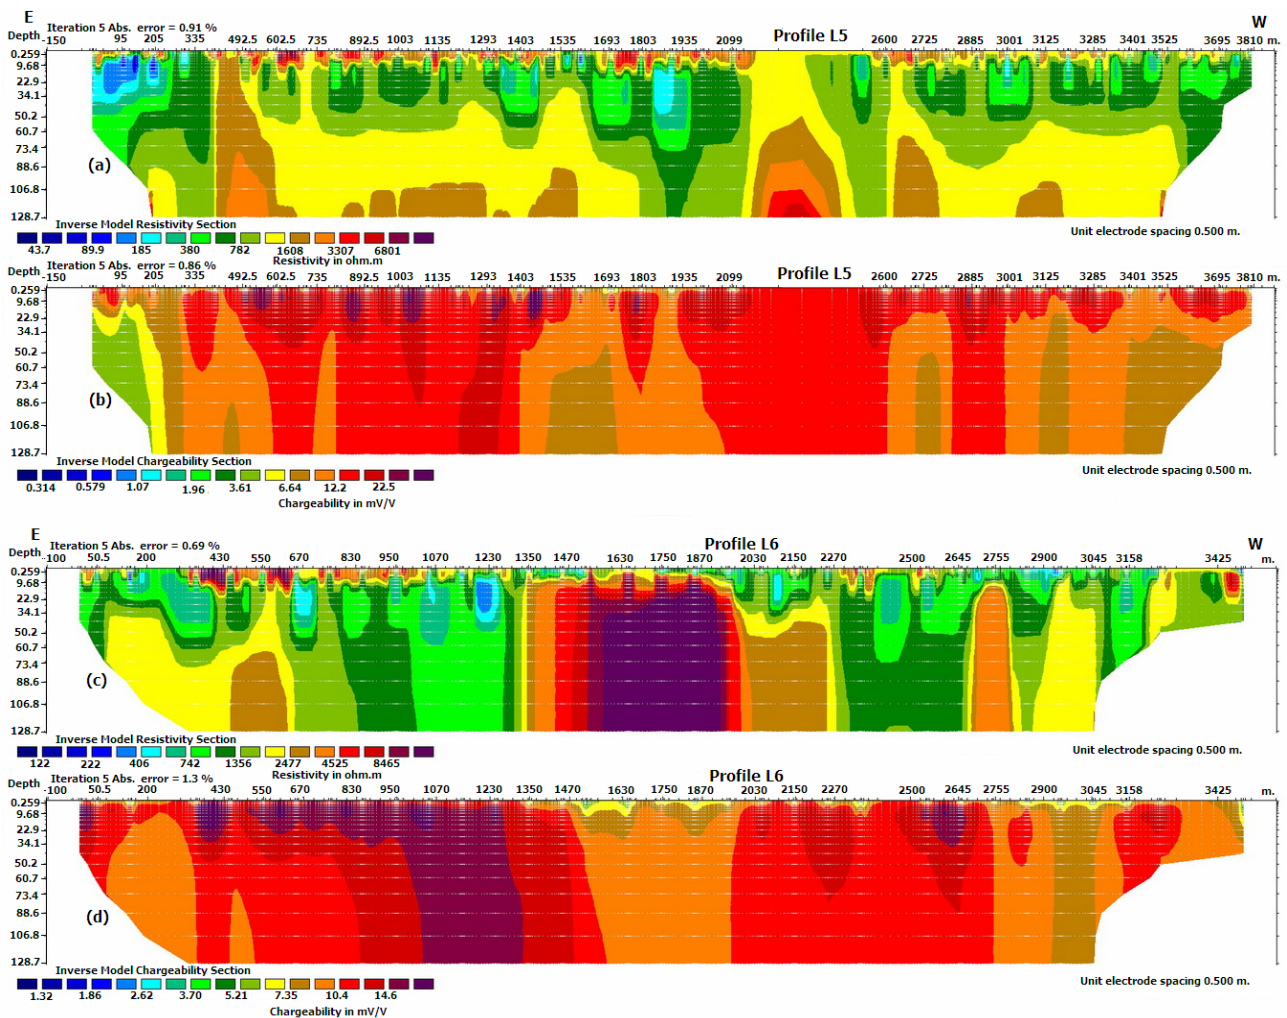 E
W
Iteration 5 Abs. error = 0.91 %
Profile L5
Depth -150 95 205 335 492.5 602.5 735 892.5 1003 1135 1293 1403 1535 1693 1803 1935 2099 2600 2725 2885 3001 3125 3285 3401 3525 3695 3810 m.
0.259
9.68
22.9
34.1
50.2
60.7
73.4
88.6
106.8
128.7
(a)
Inverse Model Resistivity Section
43.7 89.9 185 380 782 1608 3307 6801
Resistivity in ohm.m
Unit electrode spacing 0.500 m.
Iteration 5 Abs. error = 0.86 %
Profile L5
Depth -150 95 205 335 492.5 602.5 735 892.5 1003 1135 1293 1403 1535 1693 1803 1935 2099 2600 2725 2885 3001 3125 3285 3401 3525 3695 3810 m.
0.259
9.68
22.9
34.1
50.2
60.7
73.4
88.6
106.8
128.7
(b)
Inverse Model Chargeability Section
0.314 0.579 1.07 1.96 3.61 6.64 12.2 22.5
Chargeability in mV/V
Unit electrode spacing 0.500 m.
E
W
Iteration 5 Abs. error = 0.69 %
Profile L6
Depth -100 50.5 200 430 550 670 830 950 1070 1230 1350 1470 1630 1750 1870 2030 2150 2270 2500 2645 2755 2900 3045 3158 3425 m.
0.259
9.68
22.9
34.1
50.2
60.7
73.4
88.6
106.8
128.7
(c)
Inverse Model Resistivity Section
122 222 406 742 1356 2477 4525 8465
Resistivity in ohm.m
Unit electrode spacing 0.500 m.
Iteration 5 Abs. error = 1.3 %
Profile L6
Depth -100 50.5 200 430 550 670 830 950 1070 1230 1350 1470 1630 1750 1870 2030 2150 2270 2500 2645 2755 2900 3045 3158 3425 m.
0.259
9.68
22.9
34.1
50.2
60.7
73.4
88.6
106.8
128.7
(d)
Inverse Model Chargeability Section
1.32 1.86 2.62 3.70 5.21 7.35 10.4 14.6
Chargeability in mV/V
Unit electrode spacing 0.500 m.